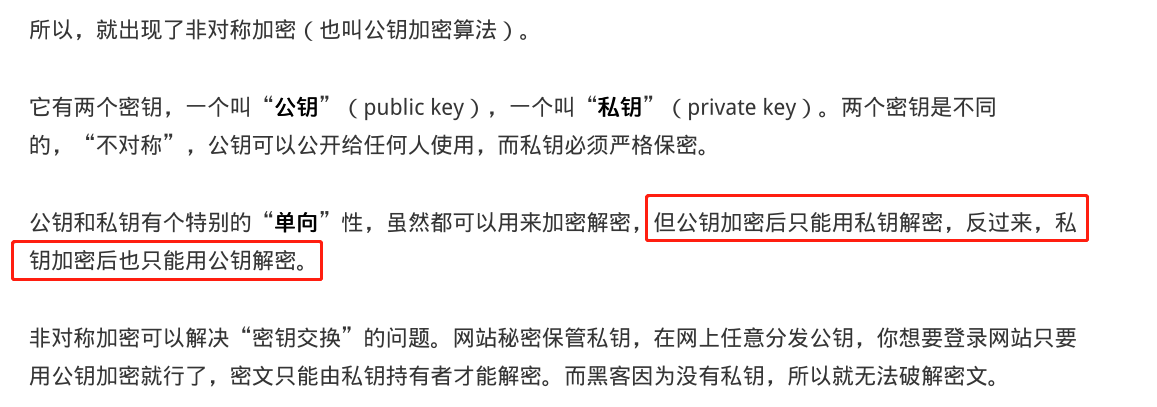 所以，就出现了非对称加密（也叫公钥加密算法）。
它有两个密钥，一个叫“公钥”（public key），一个叫“私钥”（private key）。两个密钥是不同
的，“不对称”，公钥可以公开给任何人使用，而私钥必须严格保密。
公钥和私钥有个特别的“单向”性，虽然都可以用来加密解密，但公钥加密后只能用私钥解密，反过来，私
钥加密后也只能用公钥解密。
非对称加密可以解决“密钥交换”的问题。网站秘密保管私钥，在网上任意分发公钥，你想要登录网站只要
用公钥加密就行了，密文只能由私钥持有者才能解密。而黑客因为没有私钥，所以就无法破解密文。